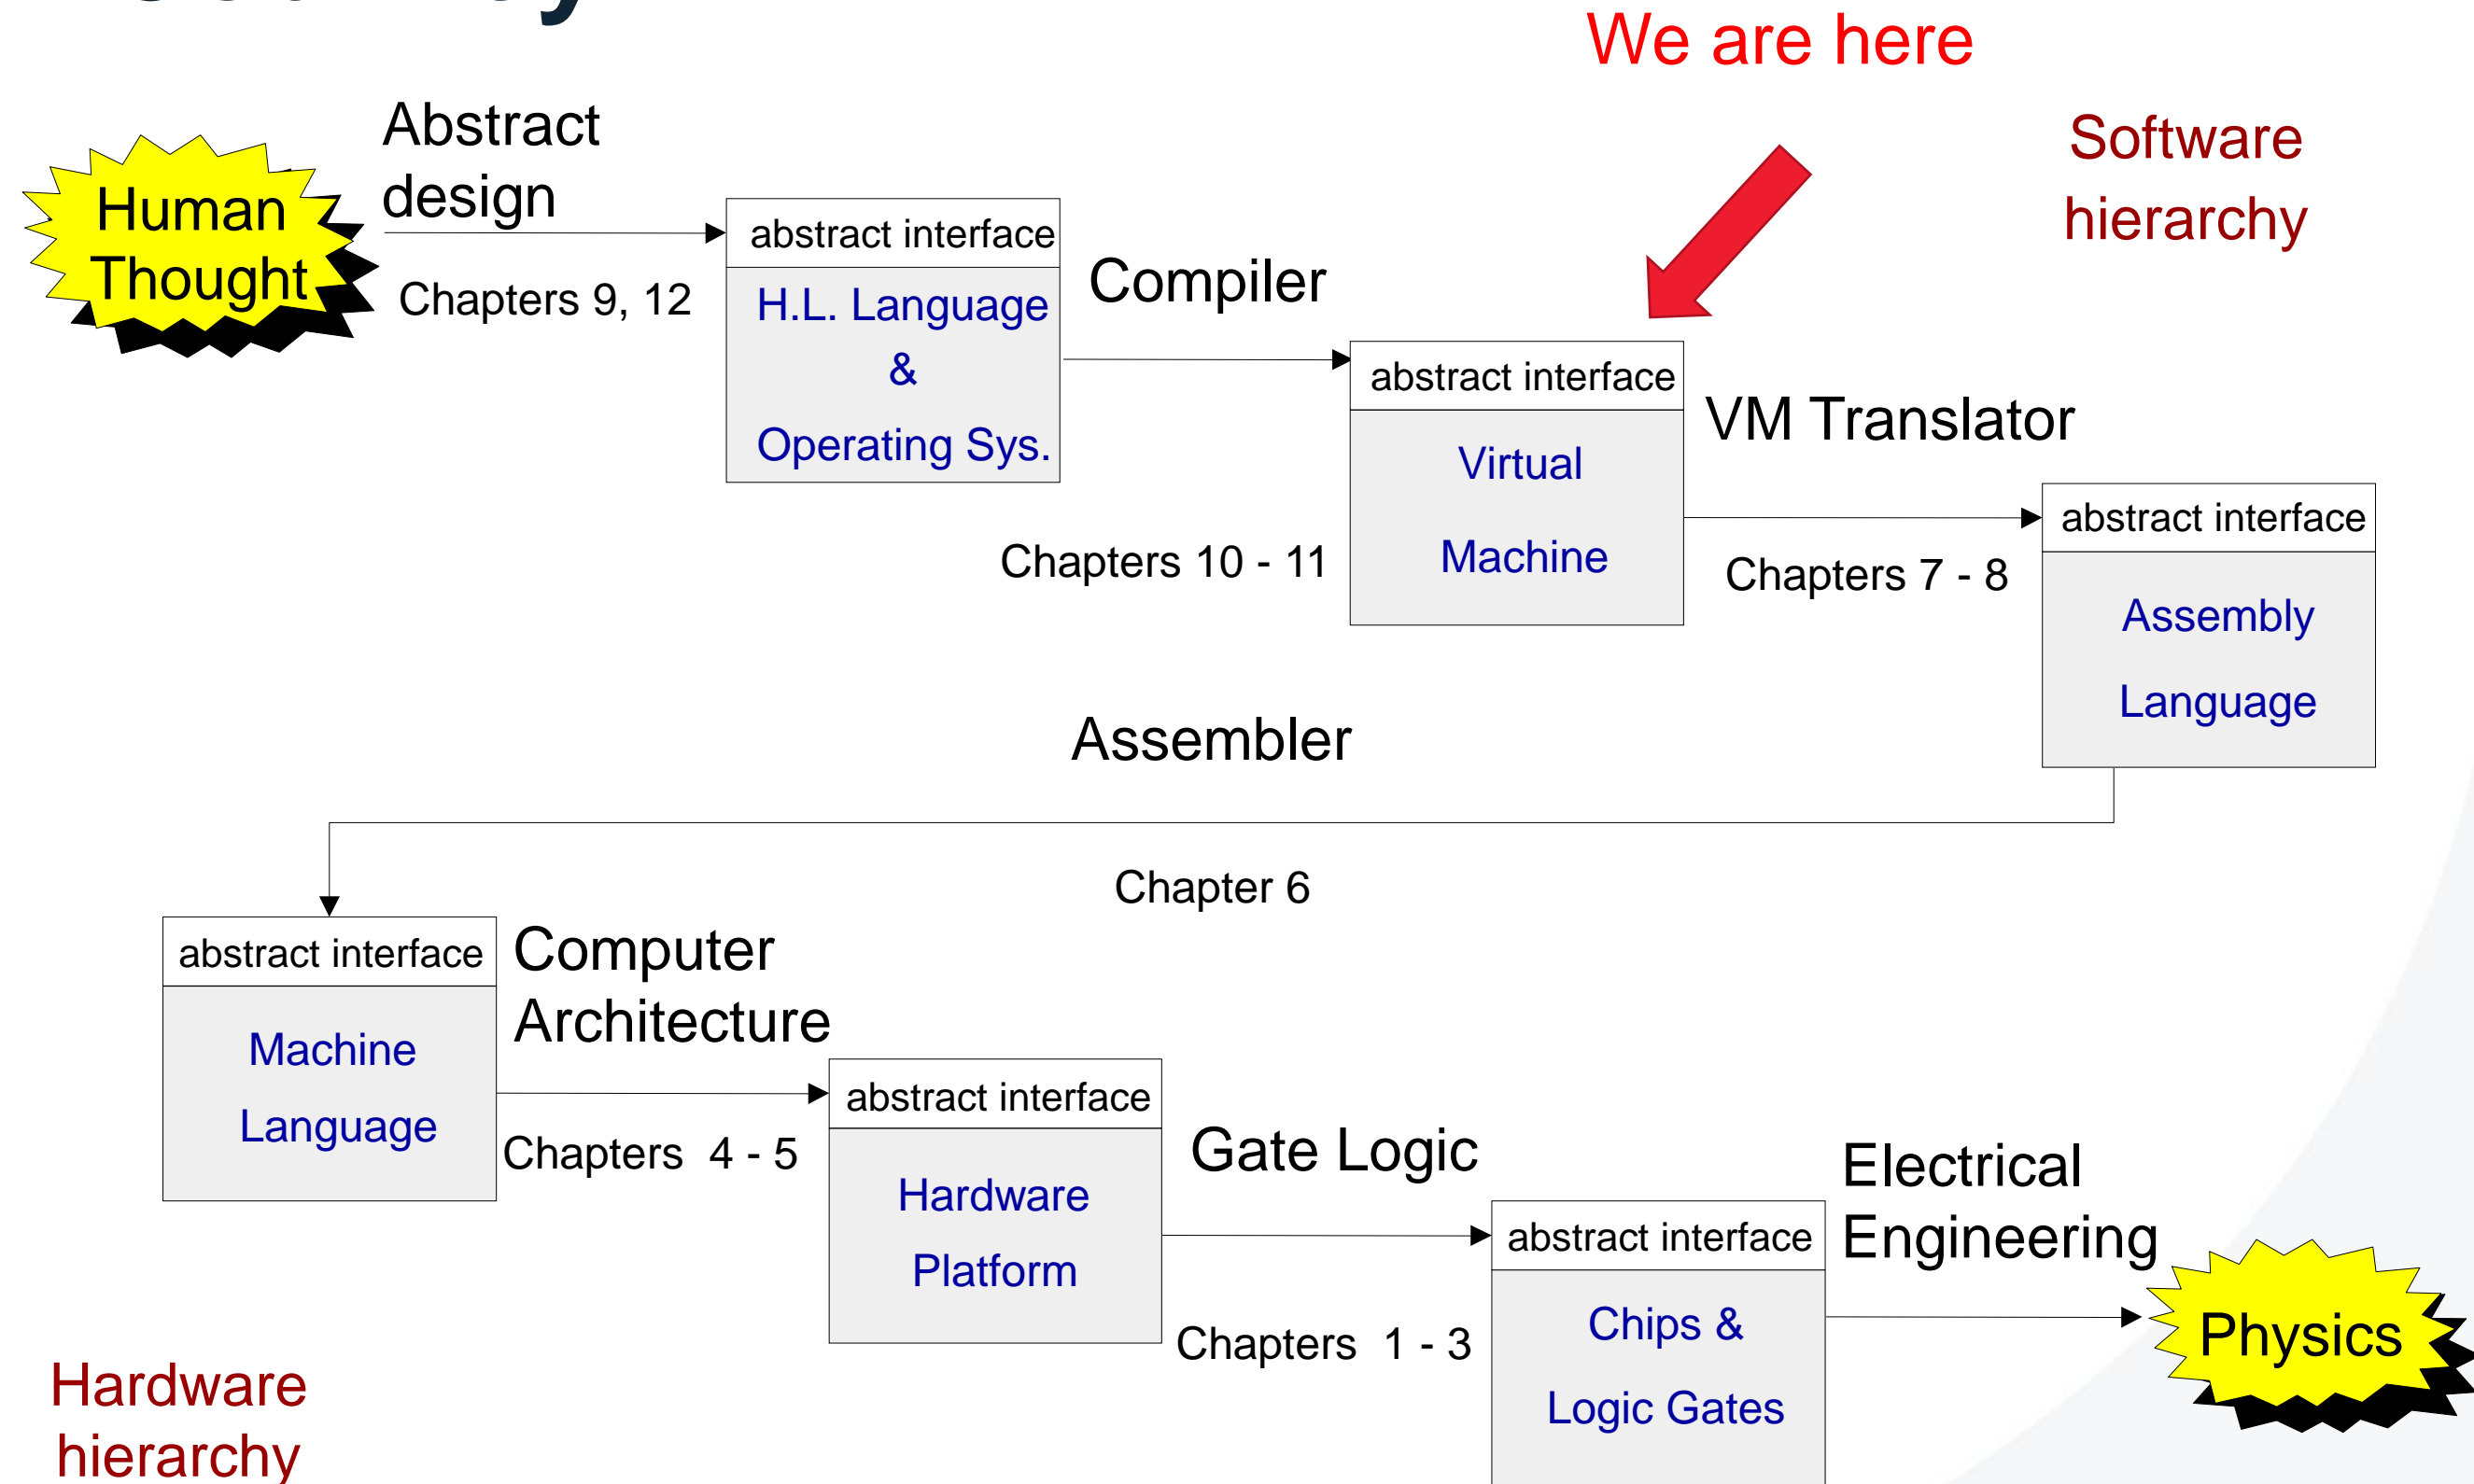 We are here
Software
hierarchy
Human
Thought
Abstract
design
Chapters 9, 12
abstract interface
H.L. Language
&
Operating Sys.
Compiler
Chapters 10 - 11
abstract interface
Virtual
Machine
VM Translator
Chapters 7 - 8
abstract interface
Assembly
Language
Assembler
Chapter 6
abstract interface
Machine
Language
Computer
Architecture
Chapters 4 - 5
abstract interface
Hardware
Platform
Gate Logic
Chapters 1 - 3
abstract interface
Chips &
Logic Gates
Electrical
Engineering
Physics
Hardware
hierarchy